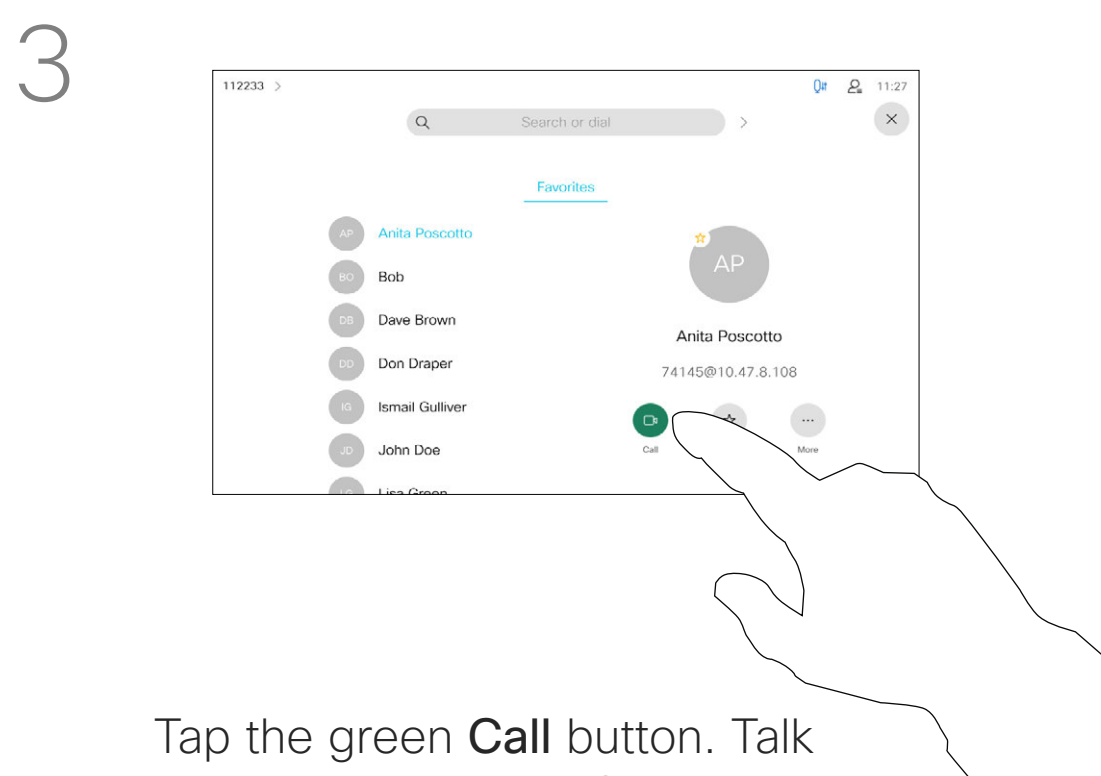 3
112233
11:27
Search or dial
Favorites
AP Anita Poscotto
BO Bob
DB Dave Brown
DD Don Draper
IG Ismail Gulliver
JD John Doe
Lisa Green
AP
Anita Poscotto
74145@10.47.8.108
Call
More
Tap the green Call button. Talk